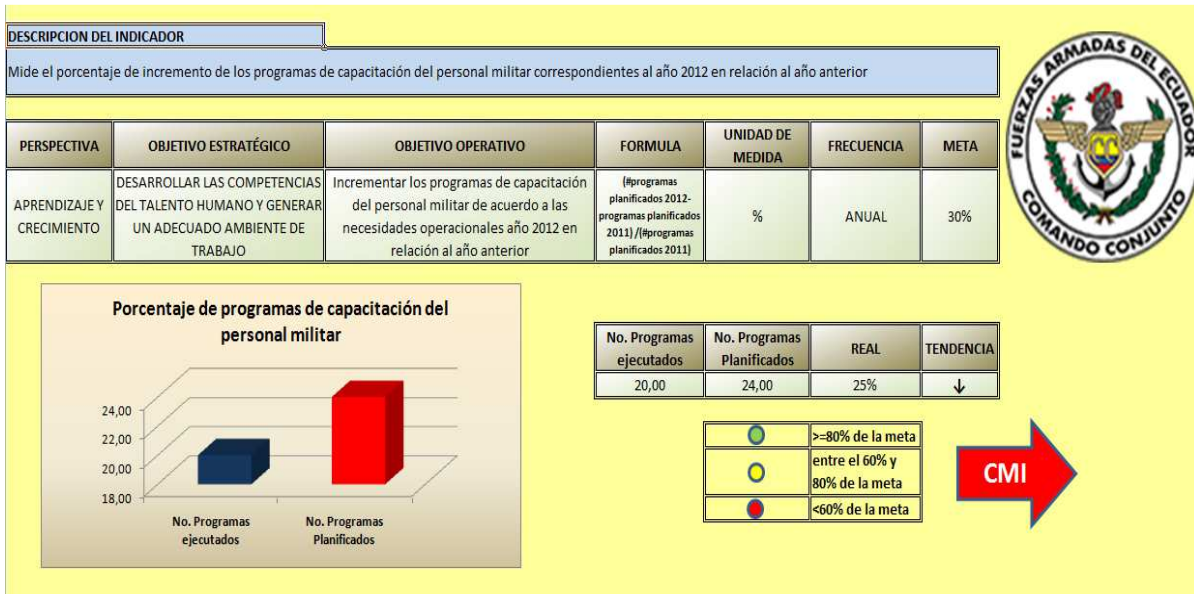 DESCRIPCION DEL INDICADOR
Mide el porcentaje de incremento de los programas de capacitación del personal militar correspondientes al año 2012 en relación al año anterior
FUERZAS ARMADAS DEL ECUADOR
COMANDO CONJUNTO
PERSPECTIVA
OBJETIVO ESTRATÉGICO
OBJETIVO OPERATIVO
FORMULA
UNIDAD DE
MEDIDA
FRECUENCIA
META
APRENDIZAJE Y
CRECIMIENTO
DESARROLLAR LAS COMPETENCIAS
DEL TALENTO HUMANO Y GENERAR
UN ADECUADO AMBIENTE DE
TRABAJO
Incrementar los programas de capacitación
del personal militar de acuerdo a las
necesidades operacionales año 2012 en
relación al año anterior
(#programas
planificados 2012-
programas planificados
2011) /(#programas
planificados 2011)
%
ANUAL
30%
Porcentaje de programas de capacitación del
personal militar
24,00
22,00
20,00
18,00
No. Programas
ejecutados
No. Programas
Planificados
No. Programas
ejecutados
No. Programas
Planificados
REAL
TENDENCIA
20,00
24,00
25%
↓
>=80% de la meta
entre el 60% y
80% de la meta
<60% de la meta
CMI